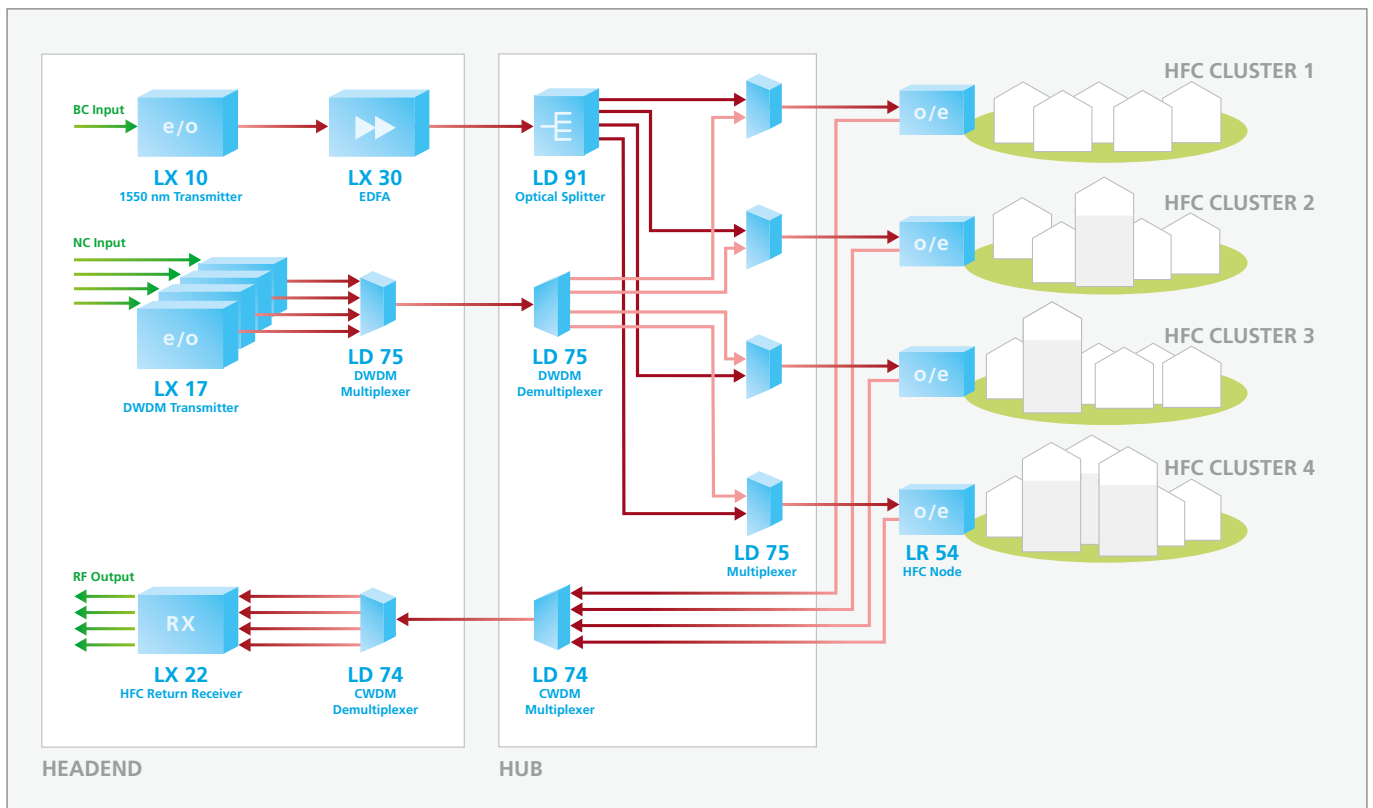 HFC CLUSTER 1
BC Input
e/o
o/e
LX 10
1550 nm Transmitter
LX 30
EDFA
LD 91
Optical Splitter
HFC CLUSTER 2
NC Input
o/e
e/o
LX 17
DWDM Transmitter
LD 75
DWDM
Multiplexer
LD 75
DWDM
Demultiplexer
HFC CLUSTER 3
o/e
HFC CLUSTER 4
o/e
LD 75
Multiplexer
LR 54
HFC Node
RF Output
RX
LX 22
HFC Return Receiver
LD 74
CWDM
Demultiplexer
LD 74
CWDM
Multiplexer
HEADEND
HUB